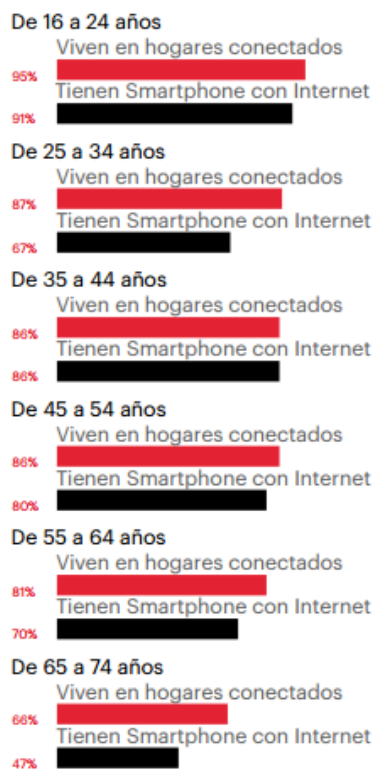 De 16 a 24 años
Viven en hogares conectados
95%
Tienen Smartphone con Internet
91%
De 25 a 34 años
Viven en hogares conectados
87%
Tienen Smartphone con Internet
67%
De 35 a 44 años
Viven en hogares conectados
86%
Tienen Smartphone con Internet
86%
De 45 a 54 años
Viven en hogares conectados
86%
Tienen Smartphone con Internet
80%
De 55 a 64 años
Viven en hogares conectados
81%
Tienen Smartphone con Internet
70%
De 65 a 74 años
Viven en hogares conectados
66%
Tienen Smartphone con Internet
47%